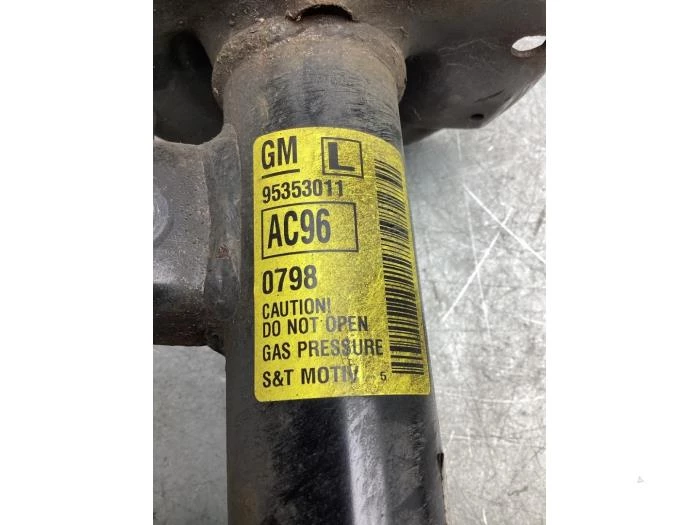 GM L
95353011
AC96
0798
CAUTION!
DO NOT OPEN
GAS PRESSURE
S&T MOTIV 5